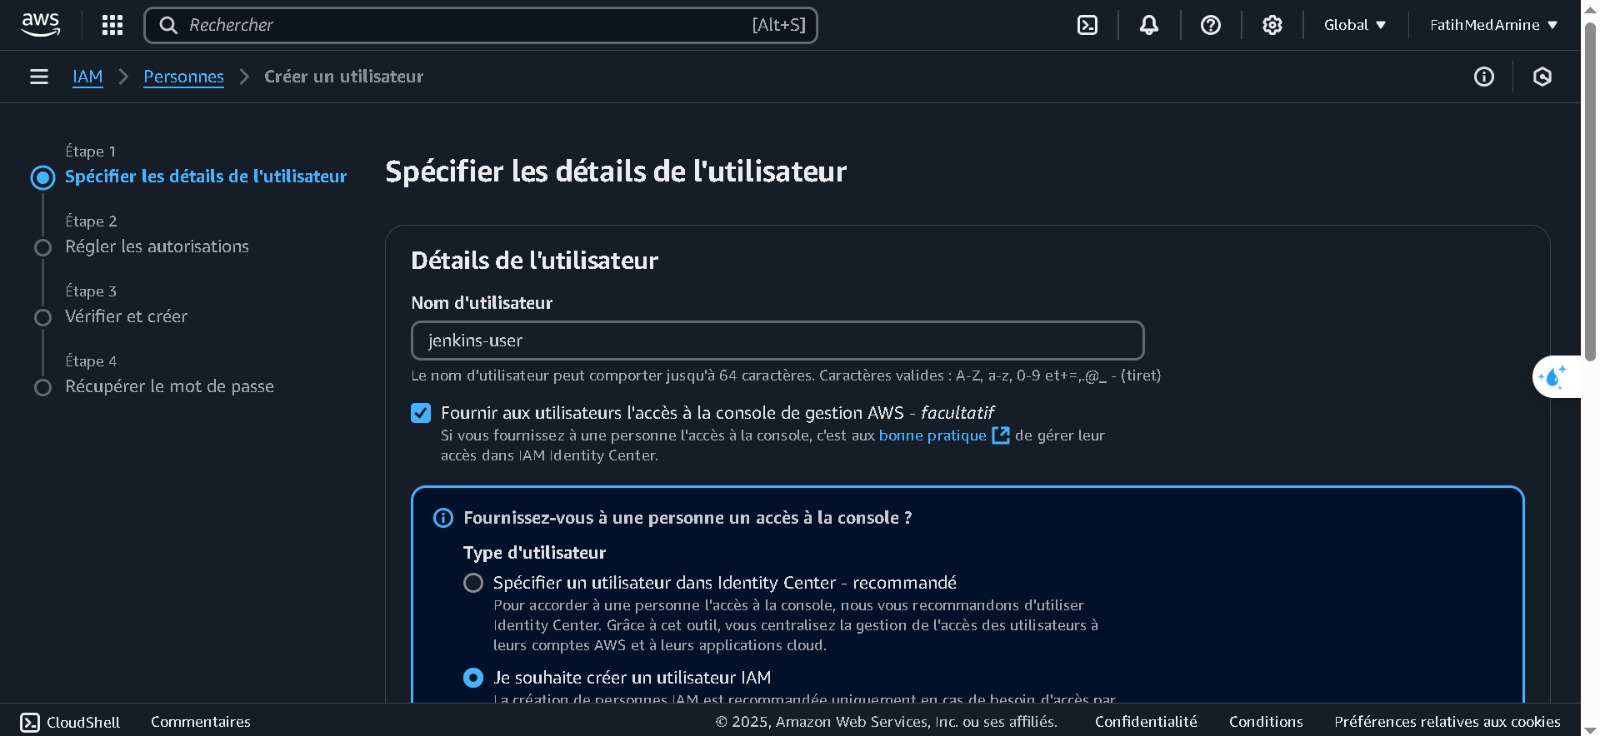 aws
Rechercher [Alt+S]
Global FatihMedAmine
IAM Personnes Créer un utilisateur
Étape 1
Spécifier les détails de l'utilisateur
Étape 2
Régler les autorisations
Étape 3
Vérifier et créer
Étape 4
Récupérer le mot de passe
Spécifier les détails de l'utilisateur
Détails de l'utilisateur
Nom d'utilisateur
jenkins-user
Le nom d'utilisateur peut comporter jusqu'à 64 caractères. Caractères valides : A-Z, a-z, 0-9 et+=,.@_ - (tiret)
Fournir aux utilisateurs l'accès à la console de gestion AWS - facultatif
Si vous fournissez à une personne l'accès à la console, c'est aux bonne pratique de gérer leur
accès dans IAM Identity Center.
Fournissez-vous à une personne un accès à la console ?
Type d'utilisateur
Spécifier un utilisateur dans Identity Center - recommandé
Pour accorder à une personne l'accès à la console, nous vous recommandons d'utiliser
Identity Center. Grâce à cet outil, vous centralisez la gestion de l'accès des utilisateurs à
leurs comptes AWS et à leurs applications cloud.
Je souhaite créer un utilisateur IAM
La création de personnes IAM est recommandée uniquement en cas de besoin d'accès par
CloudShell Commentaires © 2025, Amazon Web Services, Inc. ou ses affiliés. Confidentialité Conditions Préférences relatives aux cookies